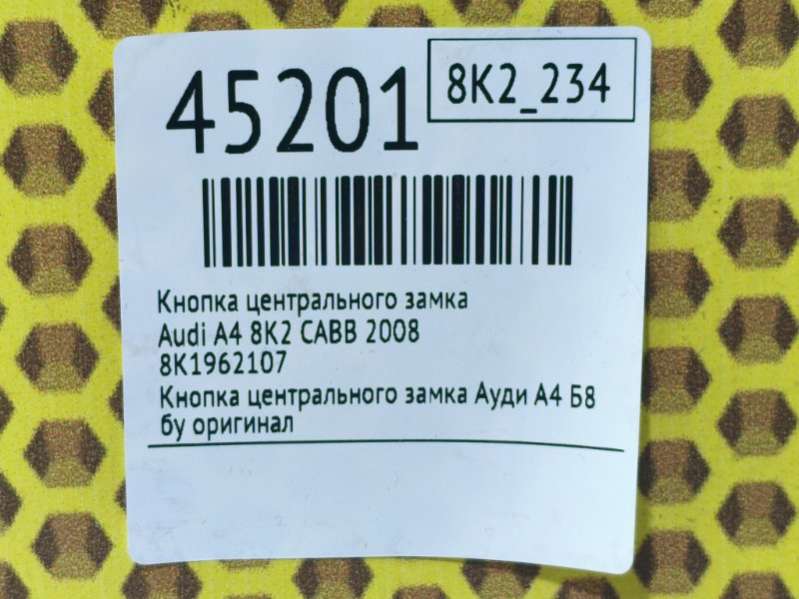 45201
8K2_234
Кнопка центрального замка
Audi A4 8K2 CABB 2008
8K1962107
Кнопка центрального замка Ауди А4 Б8
бу оригинал